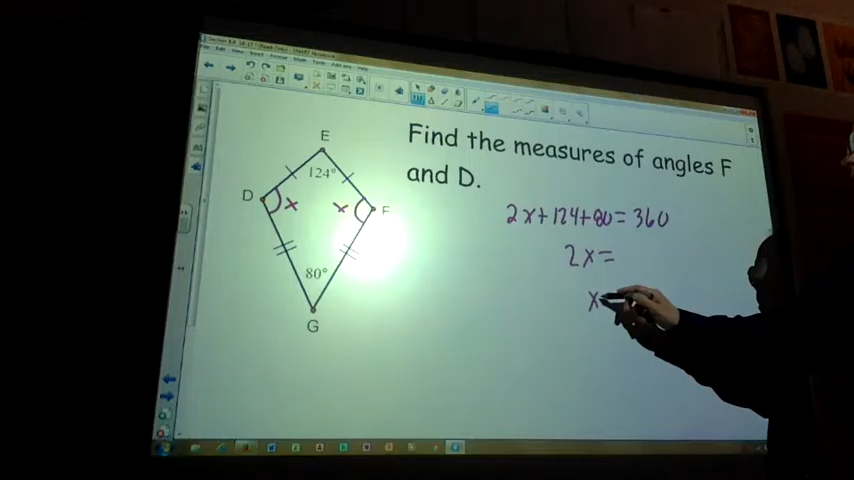 E
Find the measures of angles F
and D.
124°
D
x
x
F
2x+124+80=360
2x=
80°
x
G